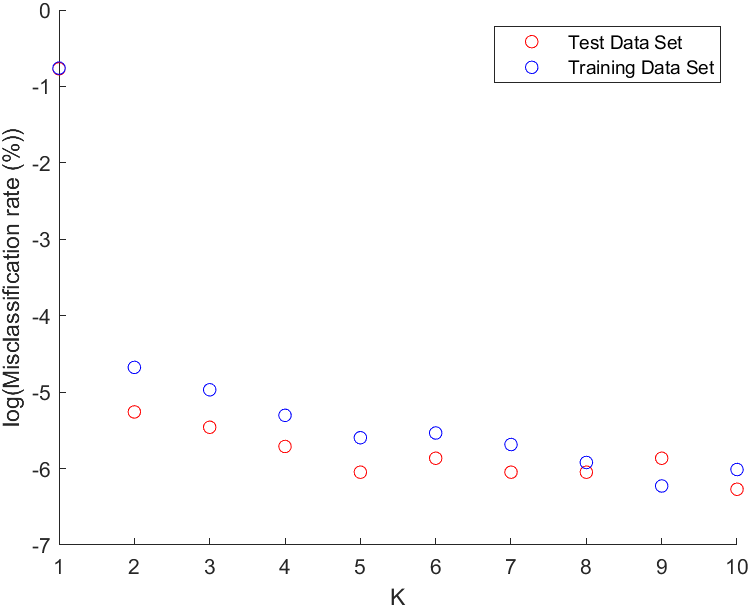 0
-1
-2
-3
-4
-5
-6
-7
log(Misclassification rate (%))
Test Data Set
Training Data Set
1 2 3 4 5 6 7 8 9 10
K